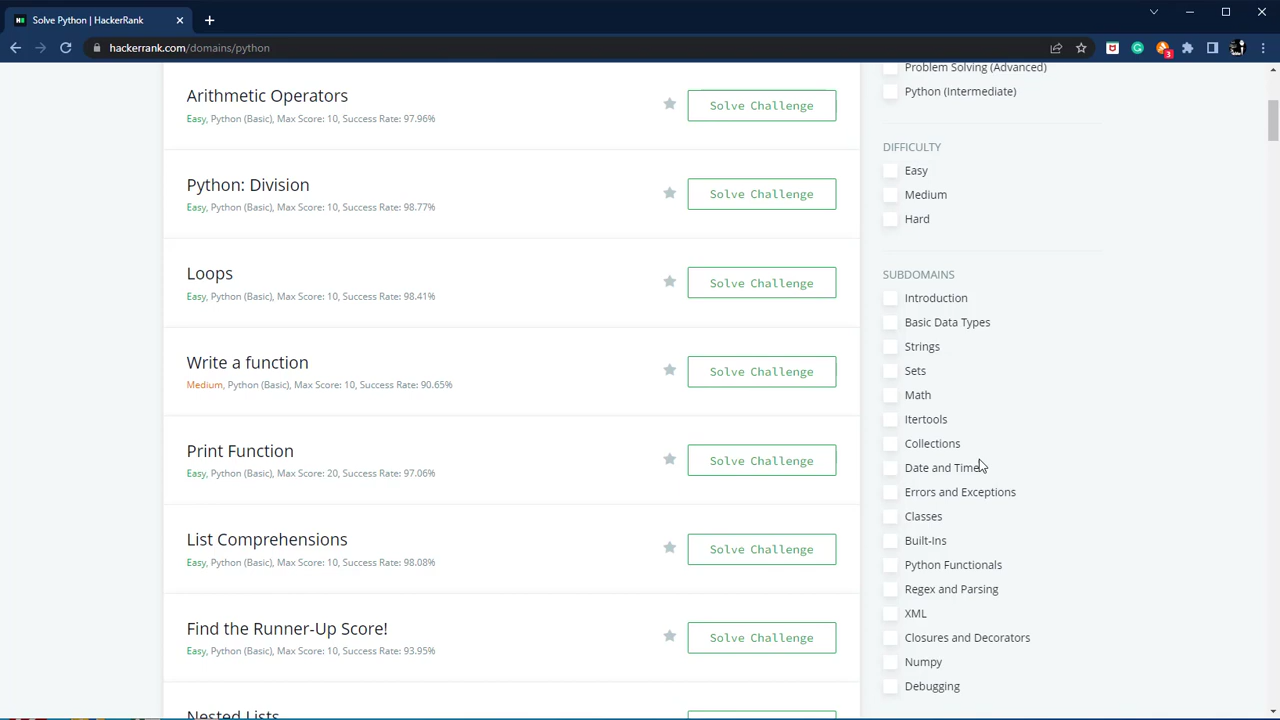 Solve Python | HackerRank
hackerrank.com/domains/python
3
Arithmetic Operators
Easy, Python (Basic), Max Score: 10, Success Rate: 97.96%
Solve Challenge
Python: Division
Easy, Python (Basic), Max Score: 10, Success Rate: 98.77%
Solve Challenge
Loops
Easy, Python (Basic), Max Score: 10, Success Rate: 98.41%
Solve Challenge
Write a function
Medium, Python (Basic), Max Score: 10, Success Rate: 90.65%
Solve Challenge
Print Function
Easy, Python (Basic), Max Score: 20, Success Rate: 97.06%
Solve Challenge
List Comprehensions
Easy, Python (Basic), Max Score: 10, Success Rate: 98.08%
Solve Challenge
Find the Runner-Up Score!
Easy, Python (Basic), Max Score: 10, Success Rate: 93.95%
Solve Challenge
Nested Lists
Problem Solving (Advanced)
Python (Intermediate)
DIFFICULTY
Easy
Medium
Hard
SUBDOMAINS
Introduction
Basic Data Types
Strings
Sets
Math
Itertools
Collections
Date and Time
Errors and Exceptions
Classes
Built-Ins
Python Functionals
Regex and Parsing
XML
Closures and Decorators
Numpy
Debugging